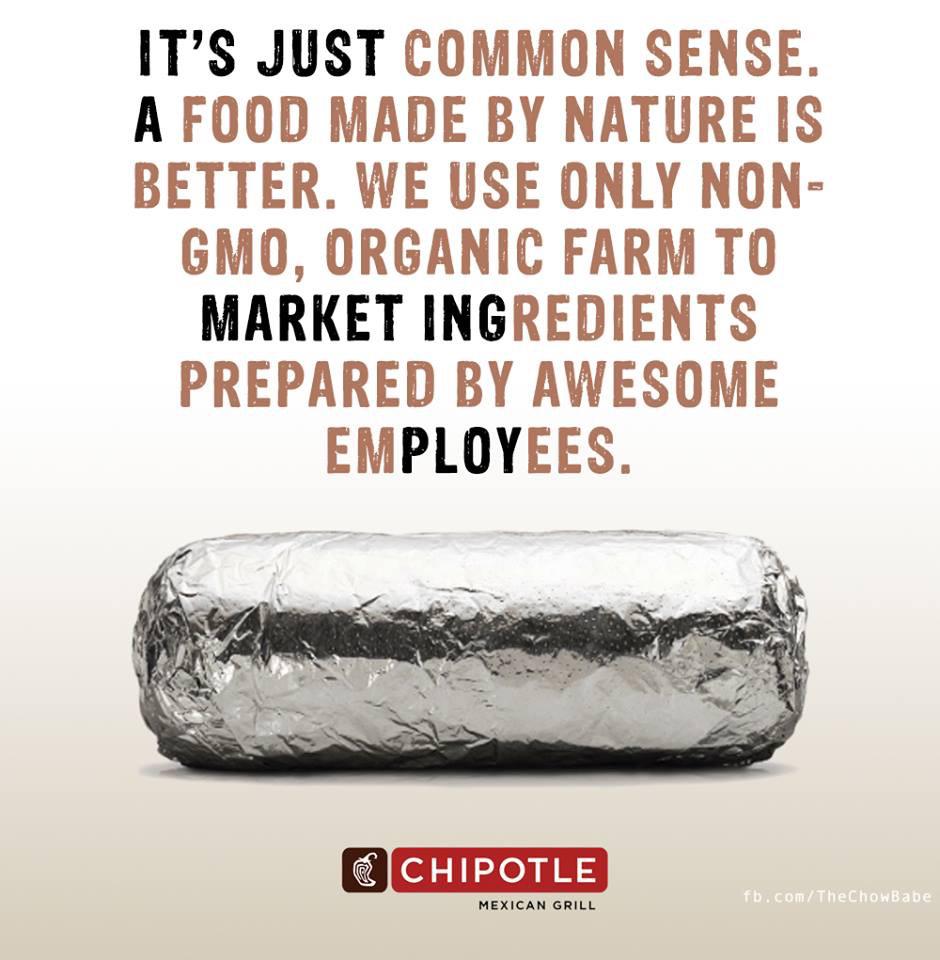 IT'S JUST COMMON SENSE.
A FOOD MADE BY NATURE IS
BETTER. WE USE ONLY NON-
GMO, ORGANIC FARM TO
MARKET INGREDIENTS
PREPARED BY AWESOME
EMPLOYEES.
CHIPOTLE
MEXICAN GRILL
fb.com/TheChowBabe